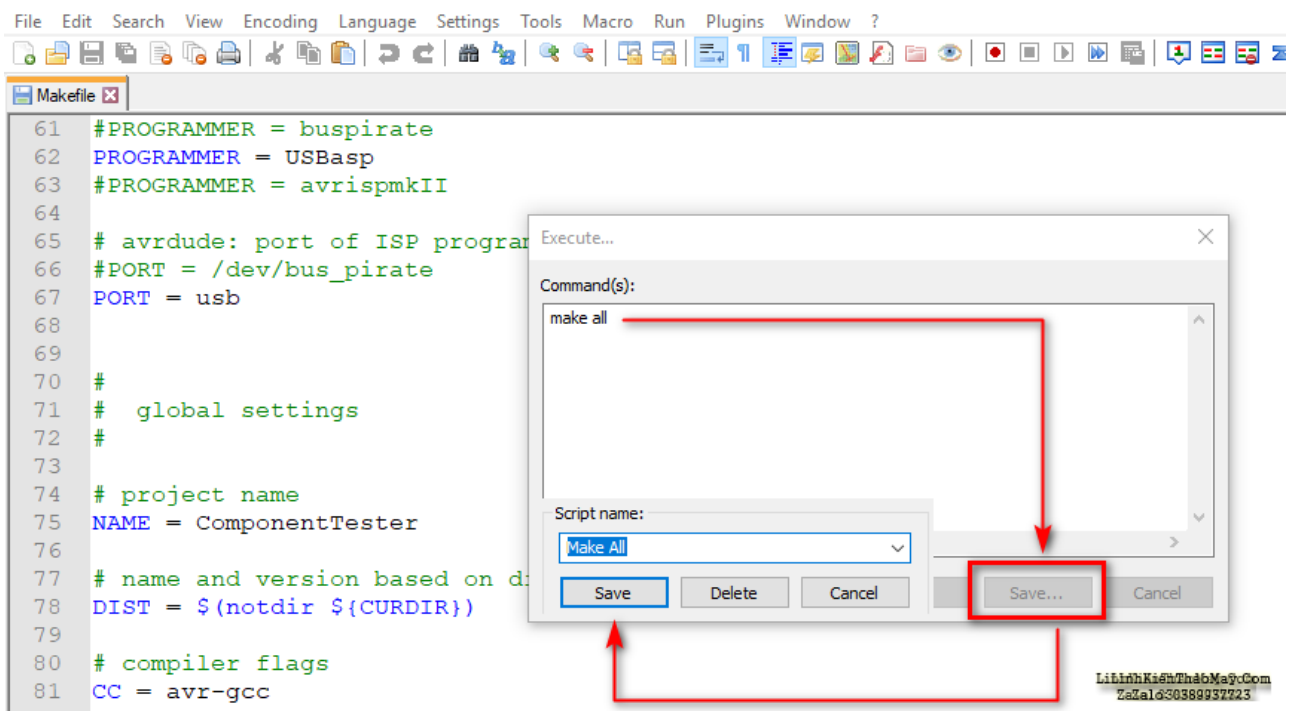 File Edit Search View Encoding Language Settings Tools Macro Run Plugins Window ?
Makefile
61 #PROGRAMMER = buspirate
62 PROGRAMMER = USBasp
63 #PROGRAMMER = avrispmkII
64
65 # avrdude: port of ISP program
66 #PORT = /dev/bus_pirate
67 PORT = usb
68
69
70 #
71 # global settings
72 #
73
74 # project name
75 NAME = ComponentTester
76
77 # name and version based on di
78 DIST = $(notdir ${CURDIR})
79
80 # compiler flags
81 CC = avr-gcc
Execute...
Command(s):
make all
Script name:
Make All
Save Delete Cancel
Save... Cancel